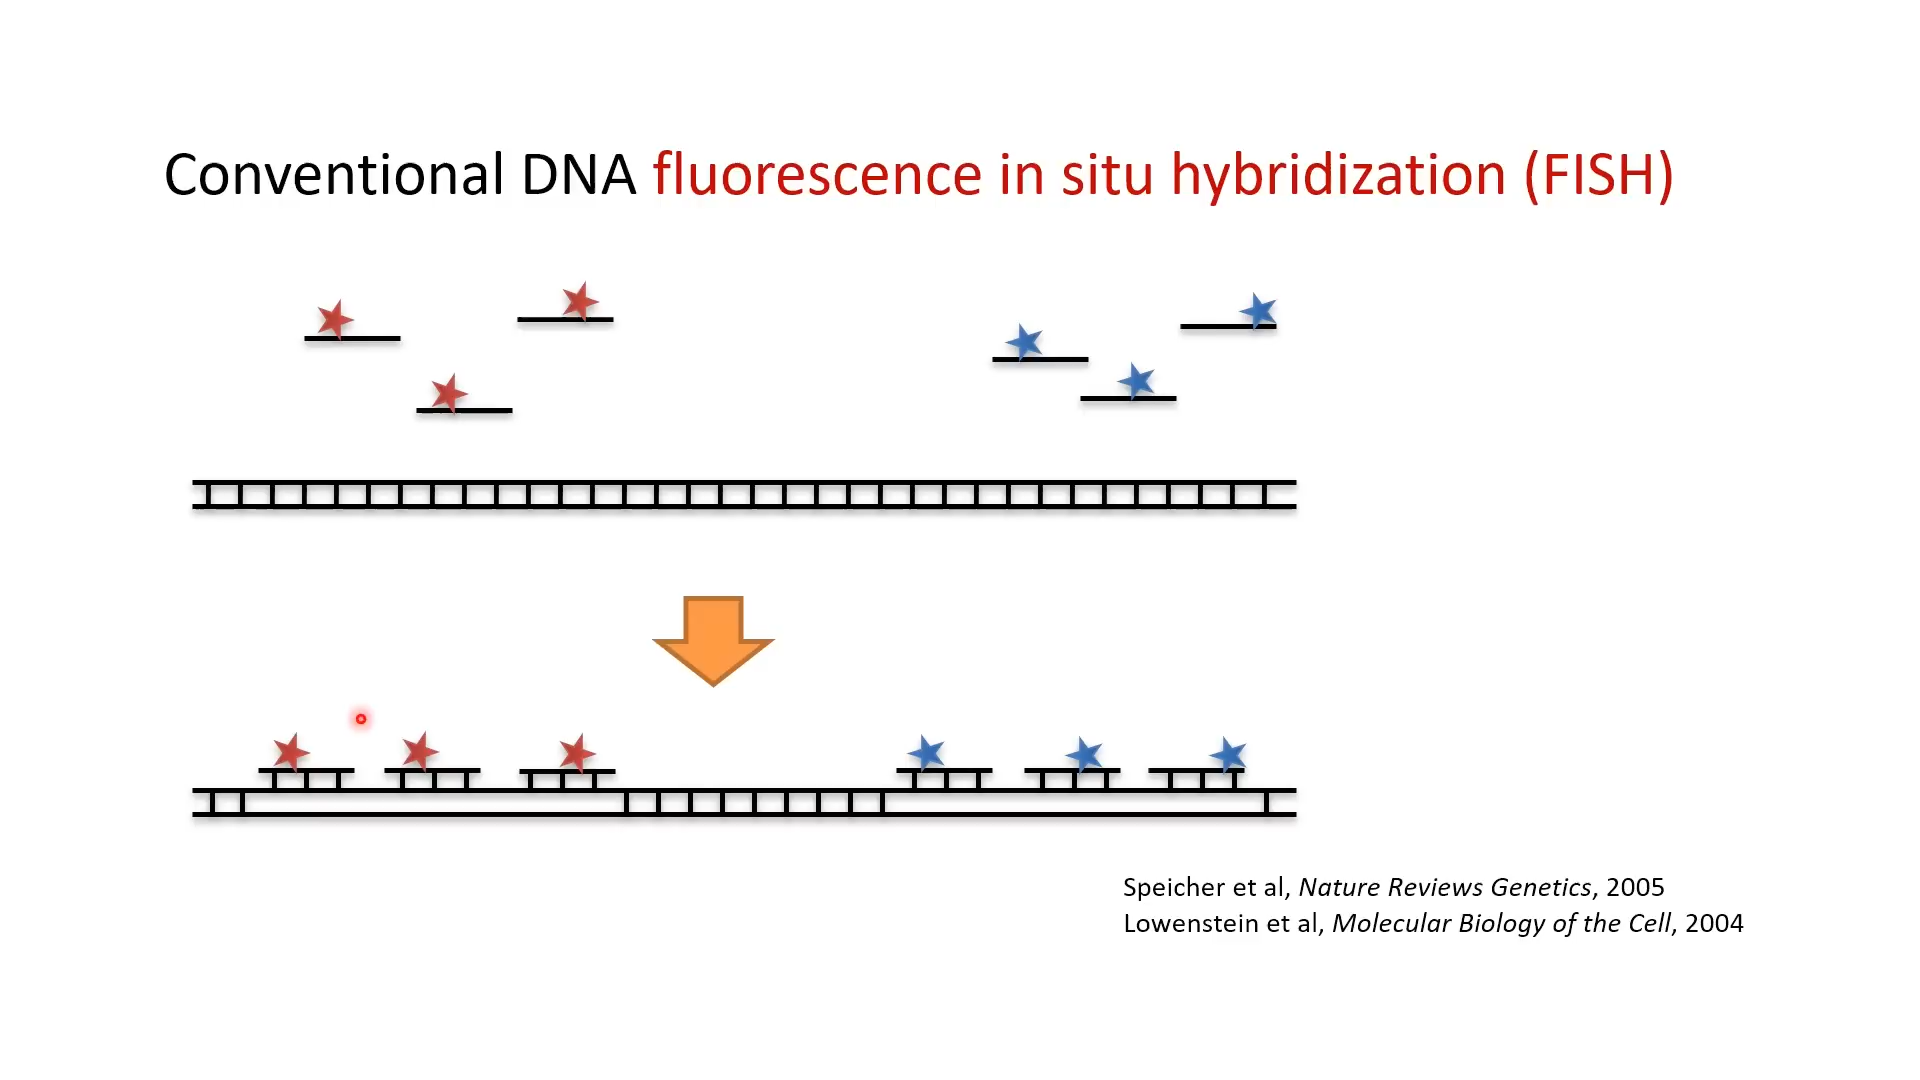 Conventional DNA fluorescence in situ hybridization (FISH)
Speicher et al, Nature Reviews Genetics, 2005
Lowenstein et al, Molecular Biology of the Cell, 2004